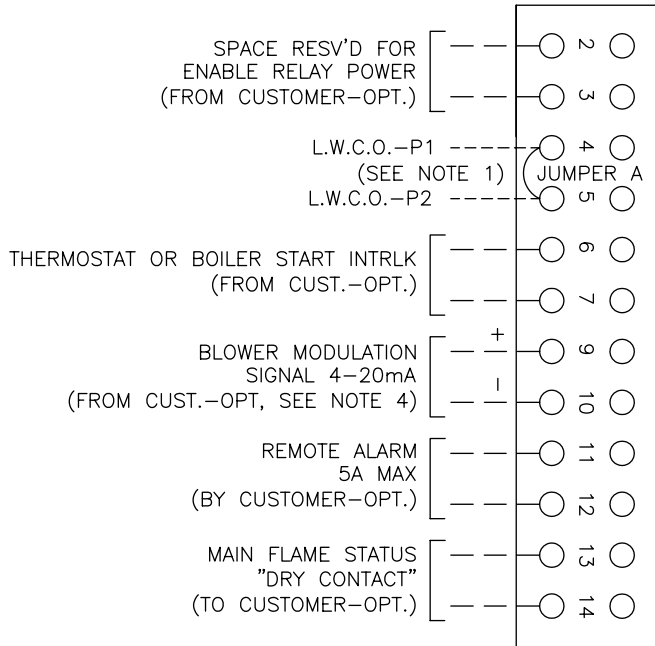 SPACE RESV'D FOR
ENABLE RELAY POWER
(FROM CUSTOMER-OPT.)
2
3
L.W.C.O.-P1
(SEE NOTE 1)
L.W.C.O.-P2
4
JUMPER A
5
THERMOSTAT OR BOILER START INTRLK
(FROM CUST.-OPT.)
6
7
BLOWER MODULATION
SIGNAL 4-20mA
(FROM CUST.-OPT, SEE NOTE 4)
+
-
9
10
REMOTE ALARM
5A MAX
(BY CUSTOMER-OPT.)
11
12
MAIN FLAME STATUS
"DRY CONTACT"
(TO CUSTOMER-OPT.)
13
14